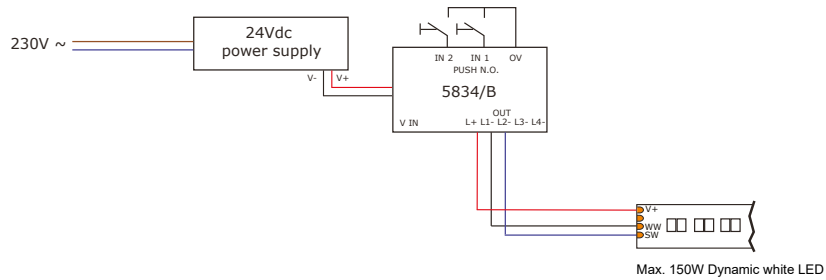 230V ~
24Vdc
power supply
V- V+
IN 2 IN 1 OV
PUSH N.O.
5834/B
OUT
V IN L+ L1- L2- L3- L4-
V+
WW
SW
Max. 150W Dynamic white LED